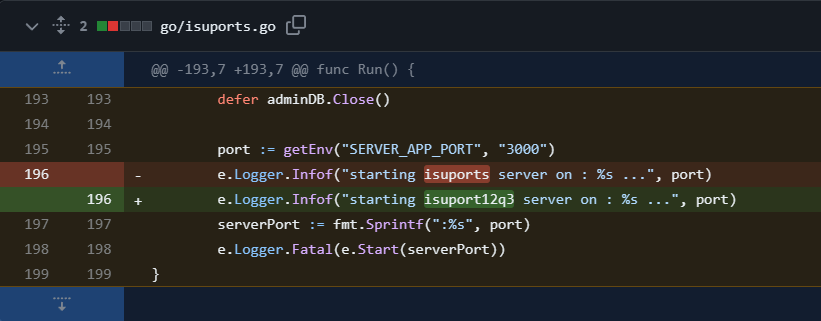 2 go/isuports.go
@@ -193,7 +193,7 @@ func Run() {
193 193 defer adminDB.Close()
194 194
195 195 port := getEnv("SERVER_APP_PORT", "3000")
196 - e.Logger.Infof("starting isuports server on : %s ...", port)
196 + e.Logger.Infof("starting isuport12q3 server on : %s ...", port)
197 197 serverPort := fmt.Sprintf(":%s", port)
198 198 e.Logger.Fatal(e.Start(serverPort))
199 199 }